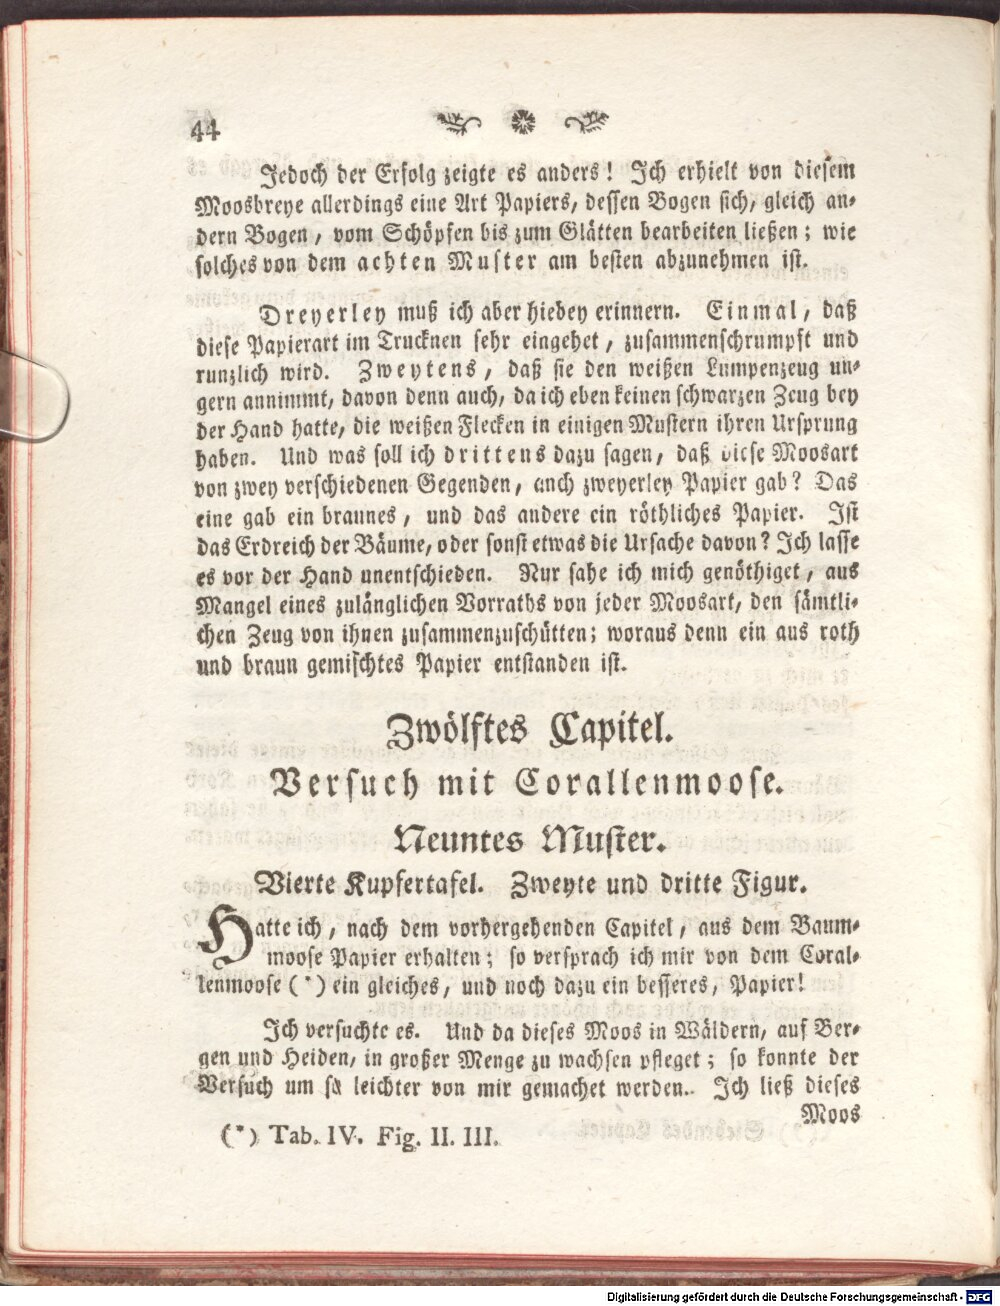 44
Jedoch der Erfolg zeigte es anders! Ich erhielt von diesem
Moosbreye allerdings eine Art Papiers, dessen Bogen sich, gleich an-
dern Bogen, vom Schöpfen bis zum Glätten bearbeiten ließen; wie
solches von dem achten Muster am besten abzunehmen ist.
Dreyerley muß ich aber hiebey erinnern. Einmal, daß
diese Papierart im Trucknen sehr eingehet, zusammenschrumpft und
runzlich wird. Zweytens, daß sie den weißen Lumpenzeug un-
gern annimmt, davon denn auch, da ich eben keinen schwarzen Zeug bey
der Hand hatte, die weißen Flecken in einigen Mustern ihren Ursprung
haben. Und was soll ich drittens dazu sagen, daß diese Moosart
von zwey verschiedenen Gegenden, auch zweyerley Papier gab? Das
eine gab ein braunes, und das andere ein röthliches Papier. Ist
das Erdreich der Bäume, oder sonst etwas die Ursache davon? Ich lasse
es vor der Hand unentschieden. Nur sahe ich mich genöthiget, aus
Mangel eines zulänglichen Vorraths von jeder Moosart, den sämtli-
chen Zeug von ihnen zusammenzuschütten; woraus denn ein aus roth
und braun gemischtes Papier entstanden ist.
Zwölftes Capitel.
Versuch mit Corallenmoose.
Neuntes Muster.
Vierte Kupfertafel. Zweyte und dritte Figur.
Hatte ich, nach dem vorhergehenden Capitel, aus dem Baum-
moose Papier erhalten; so versprach ich mir von dem Coral-
lenmoose (*) ein gleiches, und noch dazu ein besseres, Papier!
Ich versuchte es. Und da dieses Moos in Wäldern, auf Ber-
gen und Heiden, in großer Menge zu wachsen pfleget; so konnte der
Versuch um so leichter von mir gemachet werden. Ich ließ dieses
Moos
(*) Tab. IV. Fig. II. III.
Digitalisierung gefördert durch die Deutsche Forschungsgemeinschaft - DFG